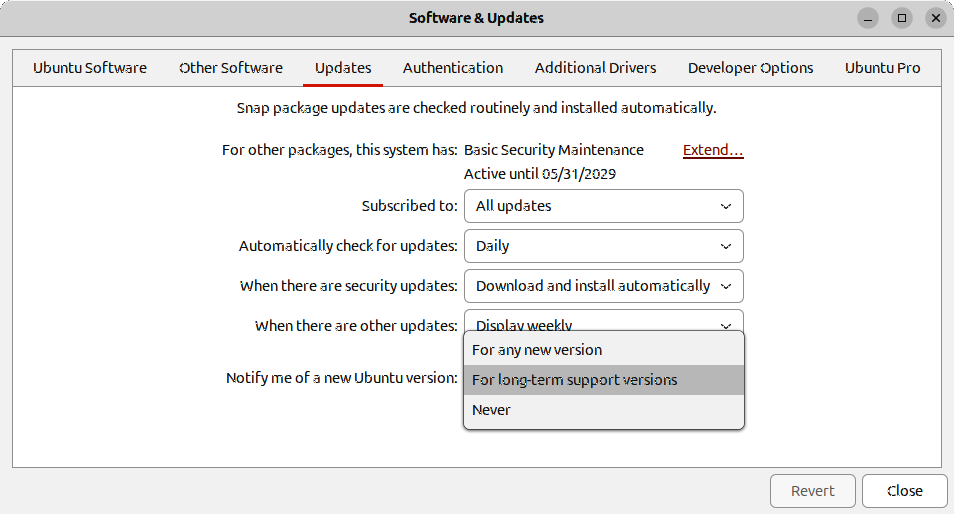 Software & Updates
Ubuntu Software Other Software Updates Authentication Additional Drivers Developer Options Ubuntu Pro
Snap package updates are checked routinely and installed automatically.
For other packages, this system has: Basic Security Maintenance Extend...
Active until 05/31/2029
Subscribed to: All updates
Automatically check for updates: Daily
When there are security updates: Download and install automatically
When there are other updates: Display weekly
For any new version
Notify me of a new Ubuntu version: For long-term support versions
Never
Revert Close